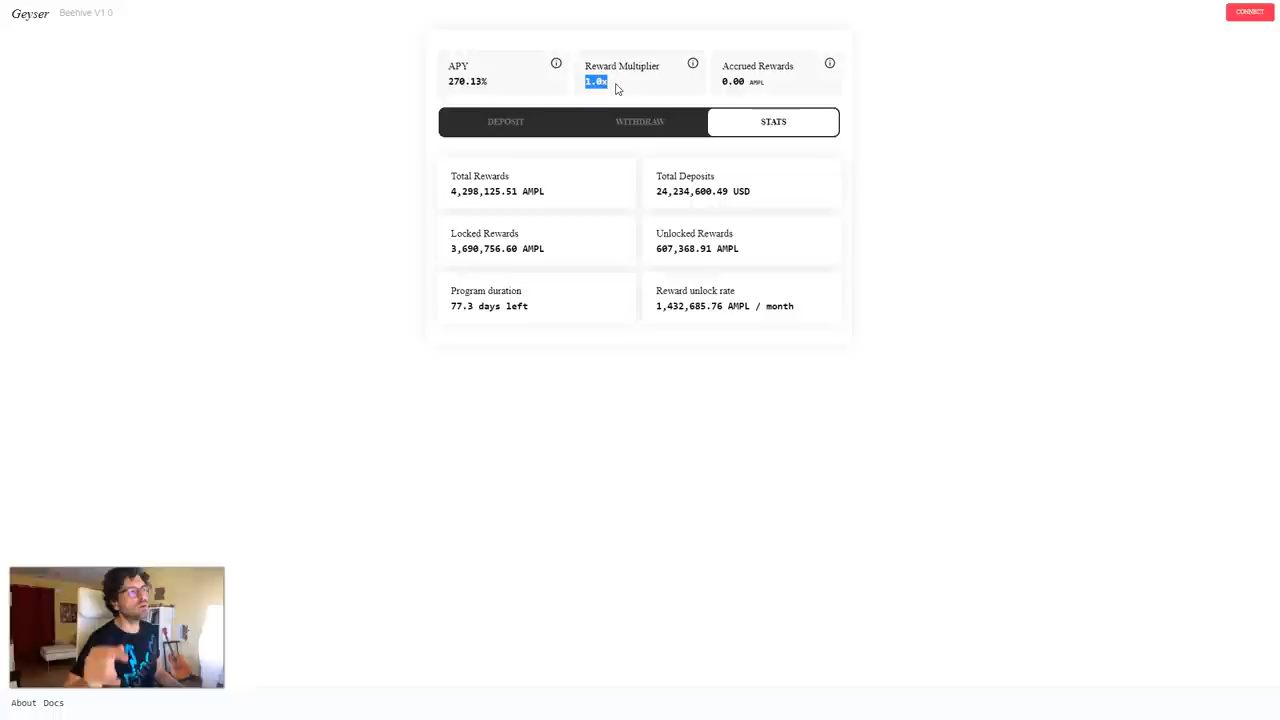 Geyser Beehive V1.0
CONNECT
APY
270.13%
Reward Multiplier
1.0x
Accrued Rewards
0.00 AMPL
DEPOSIT
WITHDRAW
STATS
Total Rewards
4,298,125.51 AMPL
Total Deposits
24,234,600.49 USD
Locked Rewards
3,690,756.60 AMPL
Unlocked Rewards
607,368.91 AMPL
Program duration
77.3 days left
Reward unlock rate
1,432,685.76 AMPL / month
About Docs